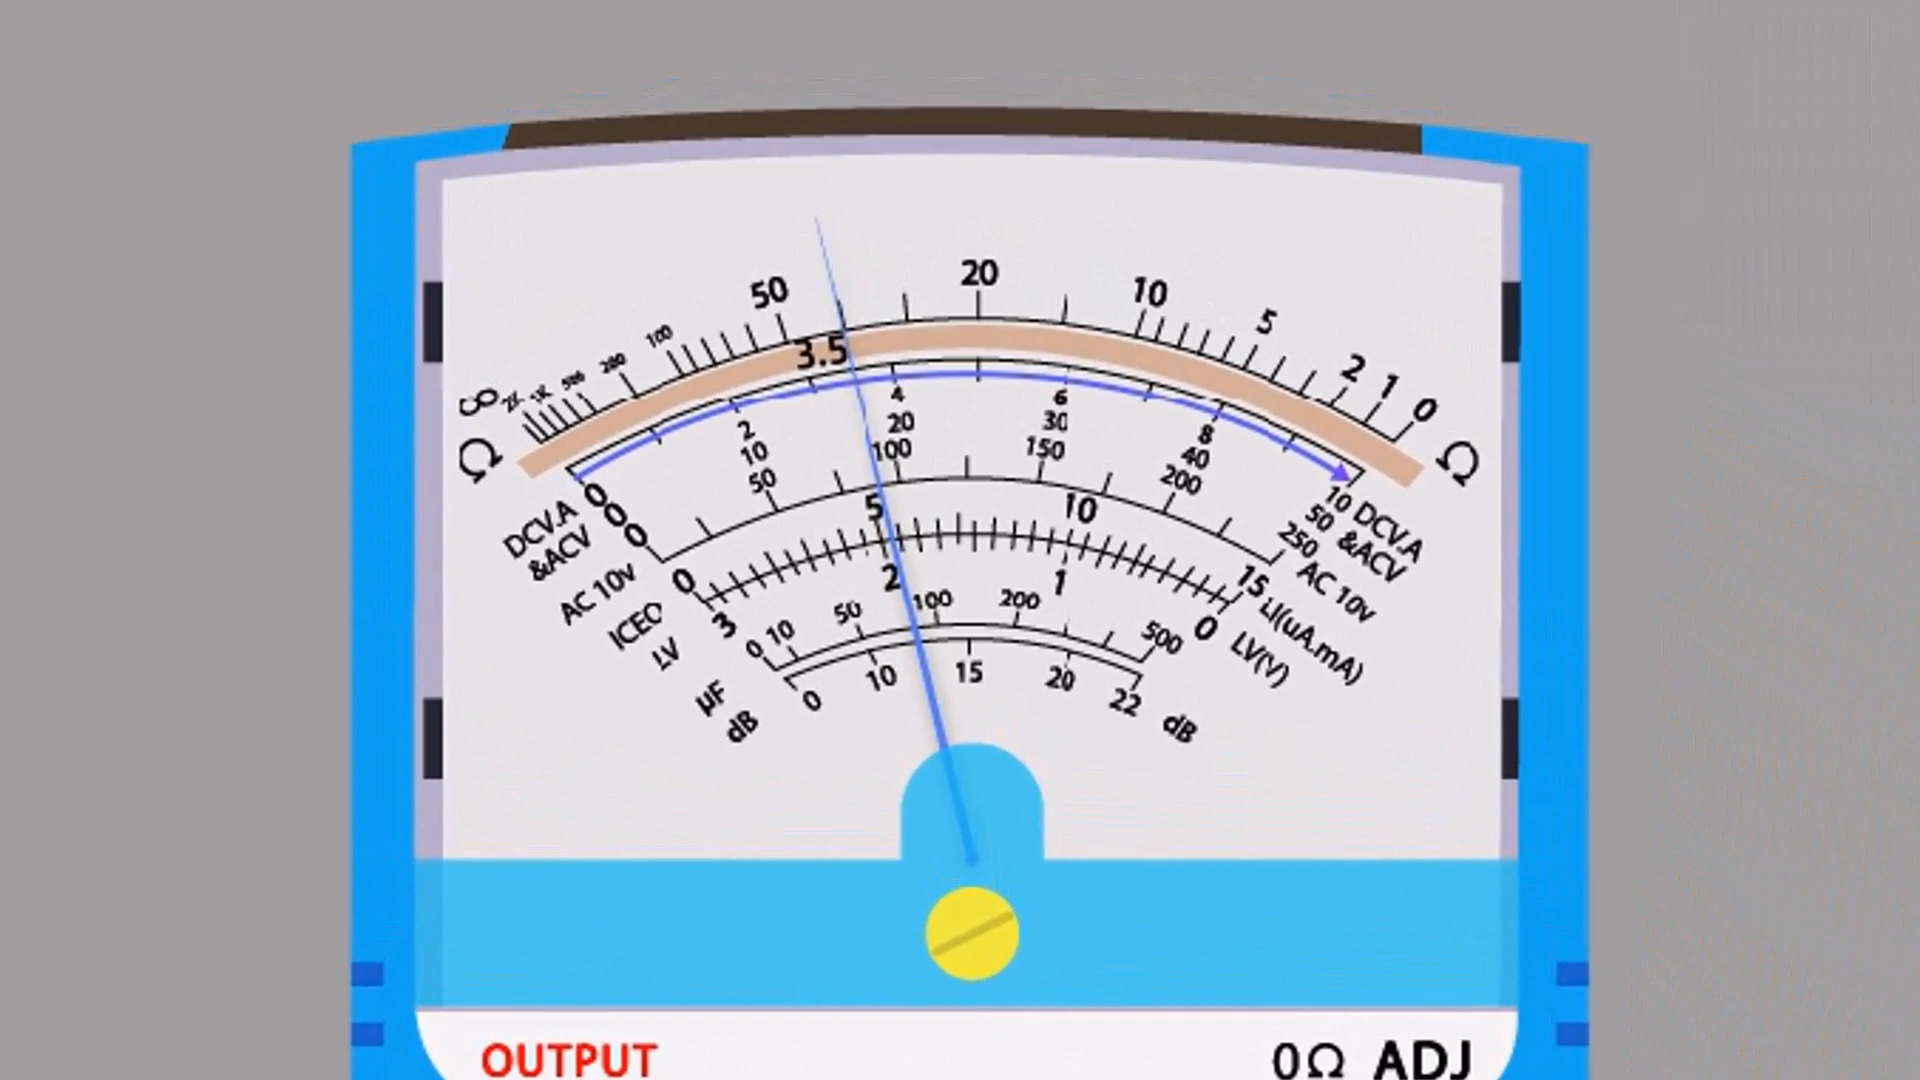 50
20
10
5
2
1
0
100
200
500
1K
2K
∞
Ω
Ω
3.5
0 2 4 6 8 10
0 10 20 30 40 50
0 50 100 150 200 250
DCV.A
&ACV
DCV.A
&ACV
AC 10v
AC 10v
0 5 10 15
ICEO
LI(uA.mA)
3 2 1 0
LV
LV(V)
0 10 50 100 200 500
μF
0 10 15 20 22
dB
dB
OUTPUT
0Ω ADJ